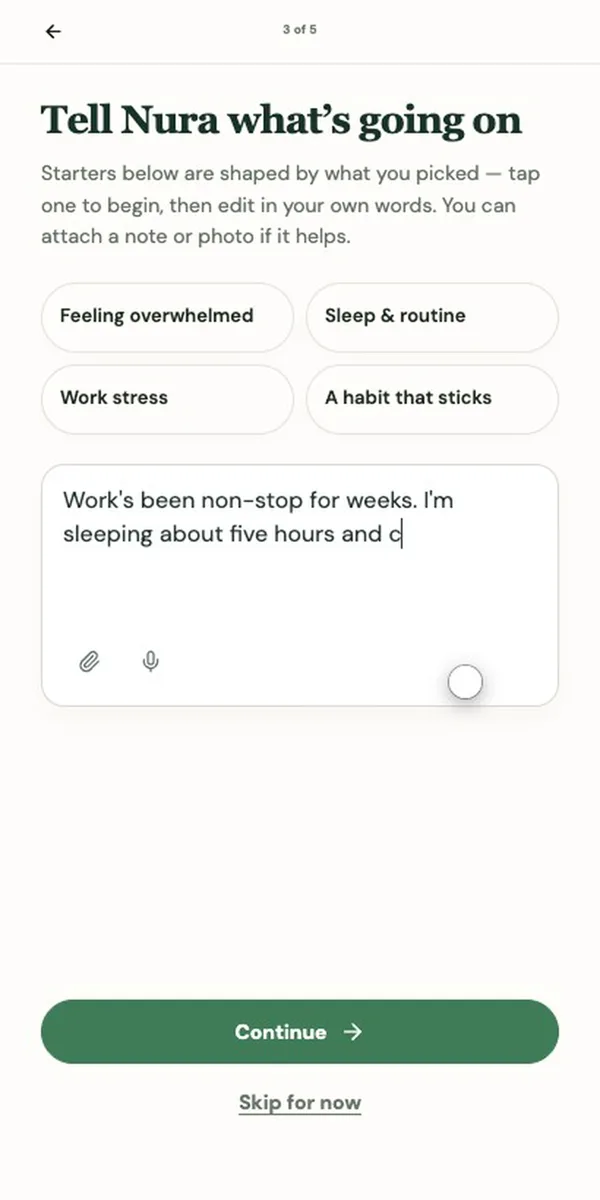 3 of 5
Tell Nura what’s going on
Starters below are shaped by what you picked — tap
one to begin, then edit in your own words. You can
attach a note or photo if it helps.
Feeling overwhelmed
Sleep & routine
Work stress
A habit that sticks
Work's been non-stop for weeks. I'm
sleeping about five hours and c
Continue
Skip for now